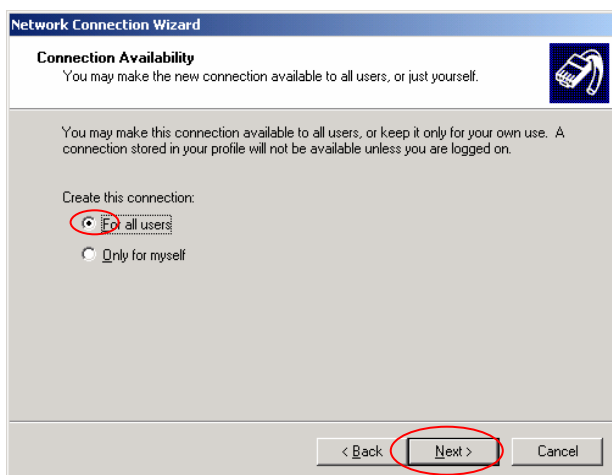 Network Connection Wizard
Connection Availability
You may make the new connection available to all users, or just yourself.
You may make this connection available to all users, or keep it only for your own use. A
connection stored in your profile will not be available unless you are logged on.
Create this connection:
For all users
Only for myself
< Back
Next >
Cancel